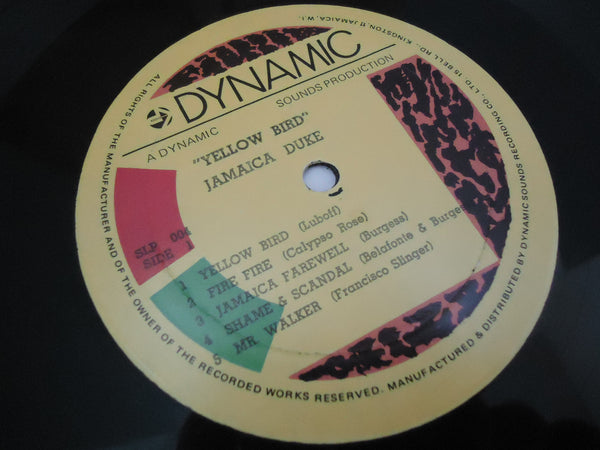 DYNAMIC
A DYNAMIC SOUNDS PRODUCTION
"YELLOW BIRD"
JAMAICA DUKE
SLP 006
SIDE 1
1 YELLOW BIRD (Luboff)
2 FIRE FIRE (Calypso Rose)
3 JAMAICA FAREWELL (Burgess)
4 SHAME & SCANDAL (Belafonte & Burgess
5 MR WALKER (Francisco Slinger)
ALL RIGHTS OF THE MANUFACTURER AND OF THE OWNER OF THE RECORDED WORKS RESERVED. MANUFACTURED & DISTRIBUTED BY DYNAMIC SOUNDS RECORDING CO., LTD. 15 BELL RD., KINGSTON, 11 JAMAICA, W.I.